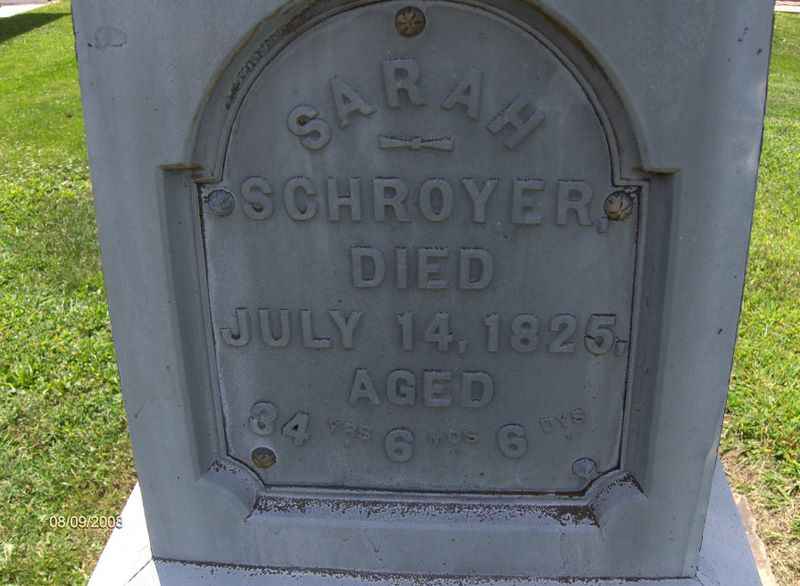 SARAH
SCHROYER,
DIED
JULY 14, 1825,
AGED
34 YRS 6 MOS 6 DYS
08/09/2008